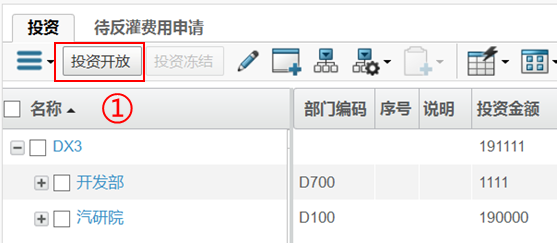 投资 待反灌费用申请
投资开放 投资冻结
名称 ① 部门编码 序号 说明 投资金额
DX3 191111
开发部 D700 1111
汽研院 D100 190000